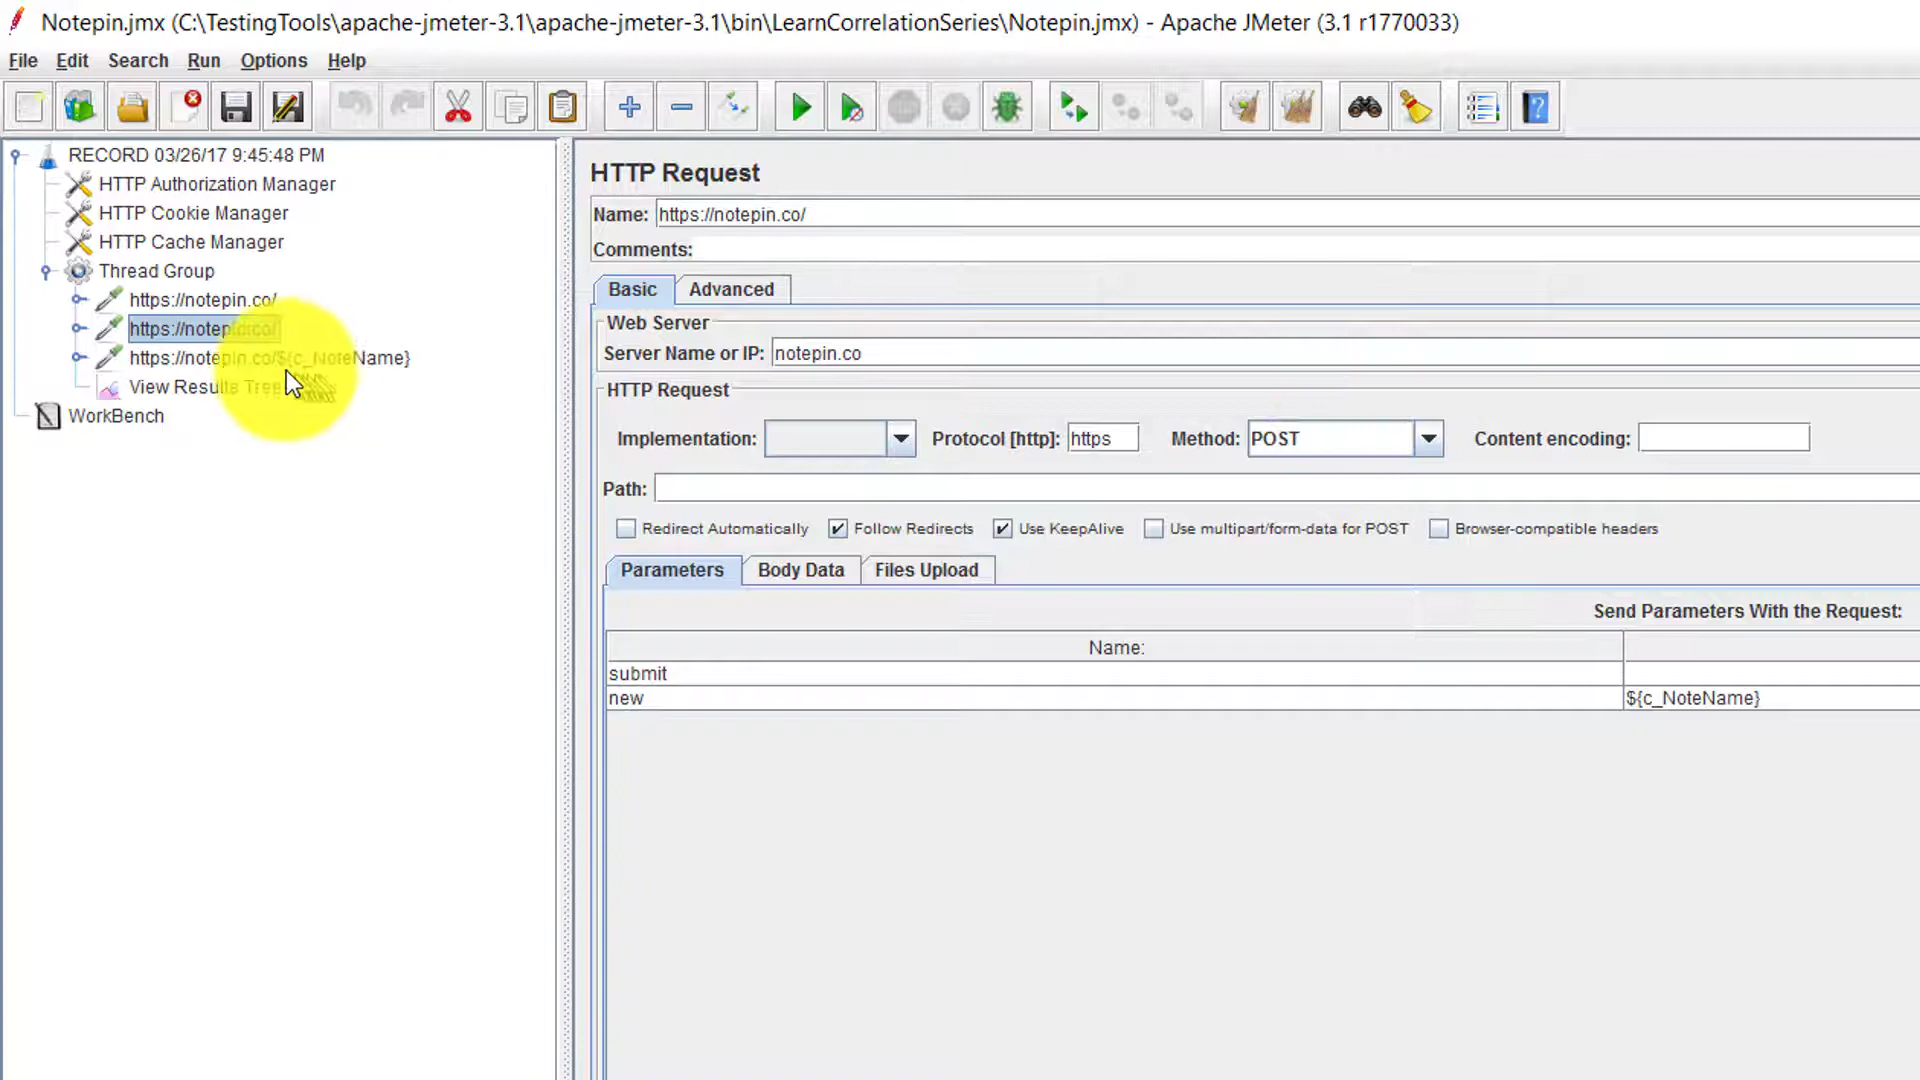 Notepin.jmx (C:\TestingTools\apache-jmeter-3.1\apache-jmeter-3.1\bin\LearnCorrelationSeries\Notepin.jmx) - Apache JMeter (3.1 r1770033)
File Edit Search Run Options Help
RECORD 03/26/17 9:45:48 PM
HTTP Authorization Manager
HTTP Cookie Manager
HTTP Cache Manager
Thread Group
https://notepin.co/
https://notepin.co/
https://notepin.co/${c_NoteName}
View Results Tree
WorkBench
HTTP Request
Name: https://notepin.co/
Comments:
Basic Advanced
Web Server
Server Name or IP: notepin.co
HTTP Request
Implementation: Protocol [http]: https Method: POST Content encoding:
Path:
Redirect Automatically Follow Redirects Use KeepAlive Use multipart/form-data for POST Browser-compatible headers
Parameters Body Data Files Upload
Send Parameters With the Request:
Name:
submit
new ${c_NoteName}